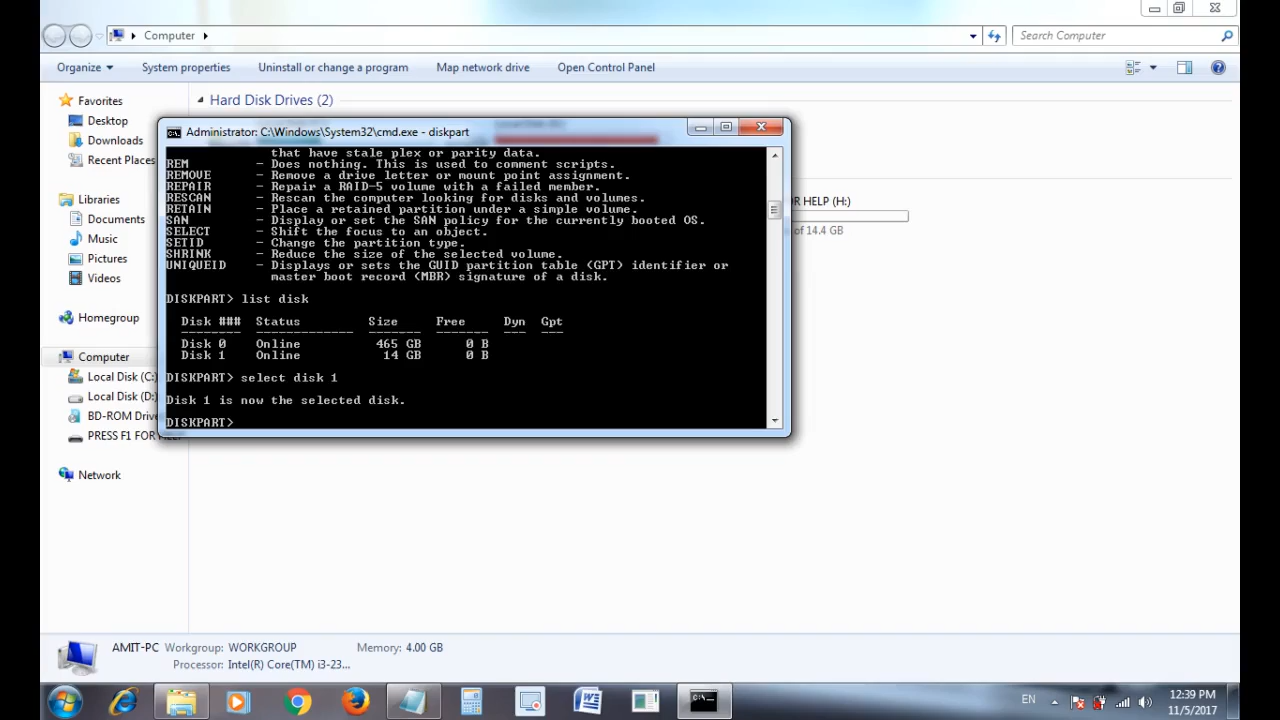 Computer
Search Computer
Organize System properties Uninstall or change a program Map network drive Open Control Panel
Favorites
Desktop
Downloads
Recent Places
Libraries
Documents
Music
Pictures
Videos
Homegroup
Computer
Local Disk (C:)
Local Disk (D:)
BD-ROM Drive
PRESS F1 FOR HELP
Network
Hard Disk Drives (2)
Administrator: C:\Windows\System32\cmd.exe - diskpart
that have stale plex or parity data.
REM - Does nothing. This is used to comment scripts.
REMOVE - Remove a drive letter or mount point assignment.
REPAIR - Repair a RAID-5 volume with a failed member.
RESCAN - Rescan the computer looking for disks and volumes.
RETAIN - Place a retained partition under a simple volume.
SAN - Display or set the SAN policy for the currently booted OS.
SELECT - Shift the focus to an object.
SETID - Change the partition type.
SHRINK - Reduce the size of the selected volume.
UNIQUEID - Displays or sets the GUID partition table (GPT) identifier or
master boot record (MBR) signature of a disk.
DISKPART> list disk
Disk ### Status Size Free Dyn Gpt
Disk 0 Online 465 GB 0 B
Disk 1 Online 14 GB 0 B
DISKPART> select disk 1
Disk 1 is now the selected disk.
DISKPART>
OR HELP (H:)
of 14.4 GB
AMIT-PC Workgroup: WORKGROUP Memory: 4.00 GB
Processor: Intel(R) Core(TM) i3-23...
EN
12:39 PM
11/5/2017